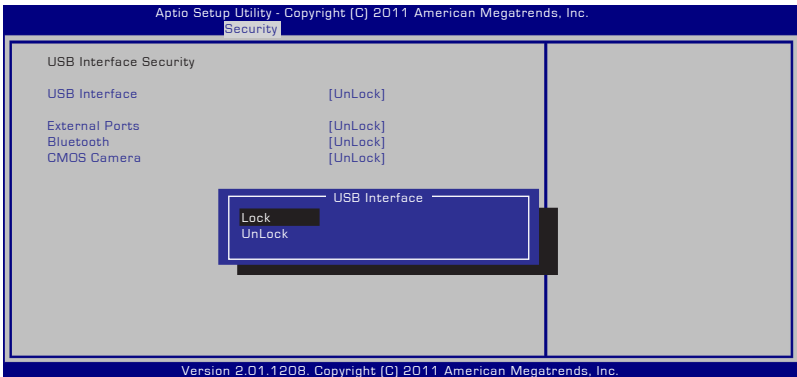 Aptio Setup Utility - Copyright (C) 2011 American Megatrends, Inc.
Security
USB Interface Security
USB Interface [UnLock]
External Ports [UnLock]
Bluetooth [UnLock]
CMOS Camera [UnLock]
USB Interface
Lock
UnLock
Version 2.01.1208. Copyright (C) 2011 American Megatrends, Inc.